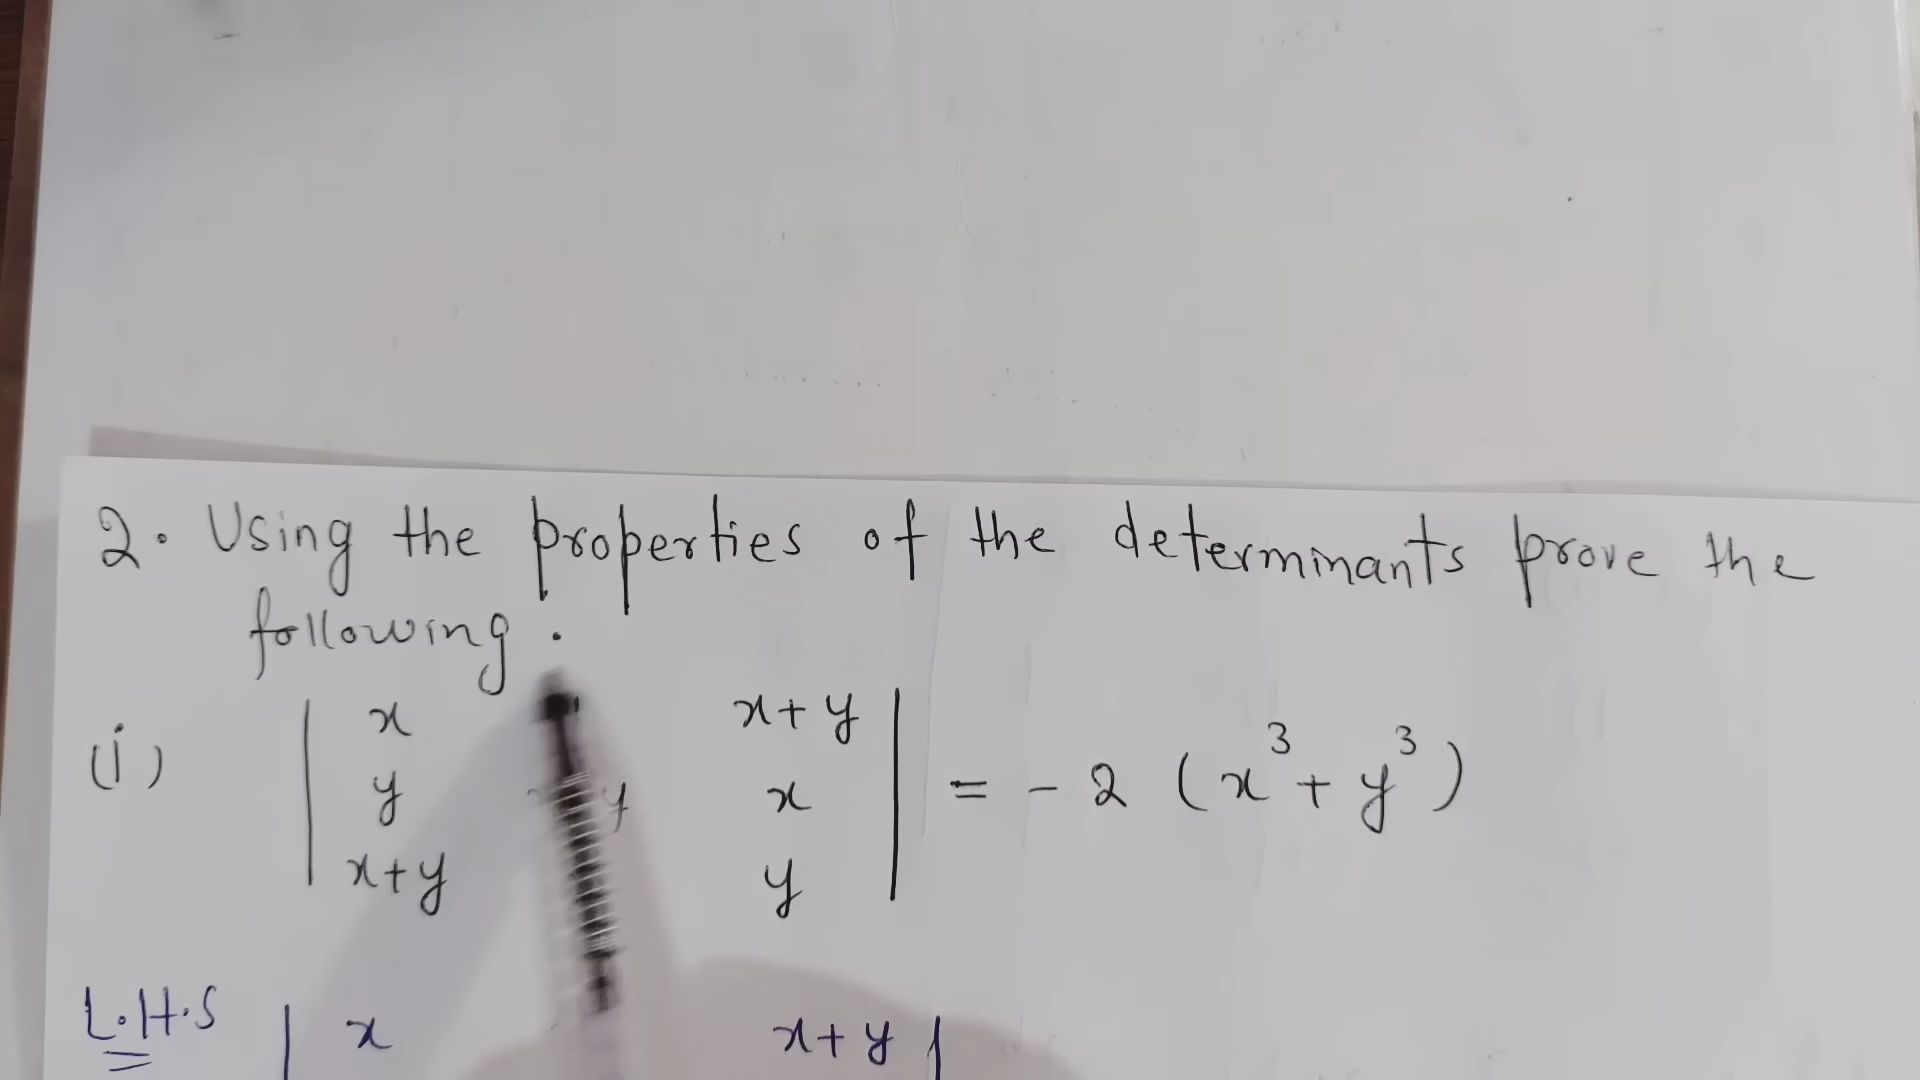 2. Using the properties of the determinants prove the
following :
(i) | x x+y | = - 2 (x³ + y³)
y y x
x+y y
L.H.S | x x+y |